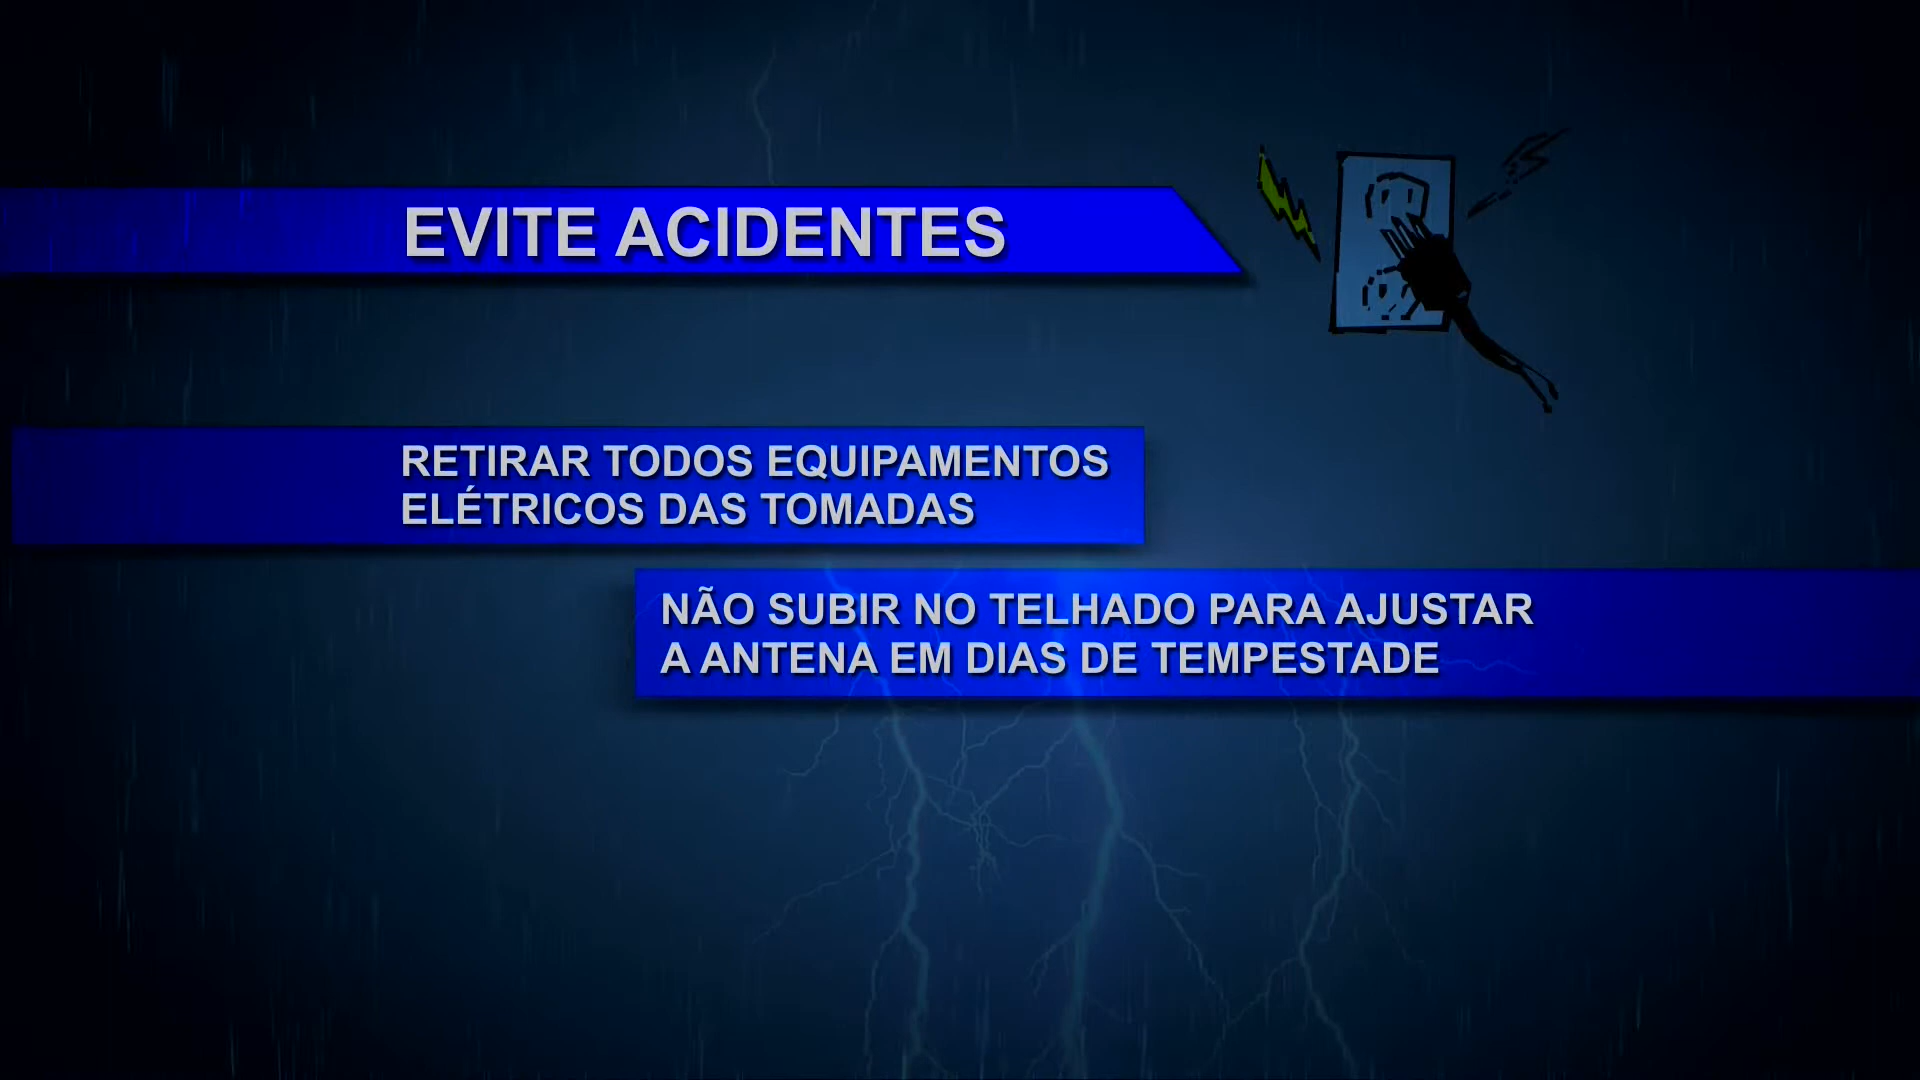 EVITE ACIDENTES
RETIRAR TODOS EQUIPAMENTOS
ELÉTRICOS DAS TOMADAS
NÃO SUBIR NO TELHADO PARA AJUSTAR
A ANTENA EM DIAS DE TEMPESTADE